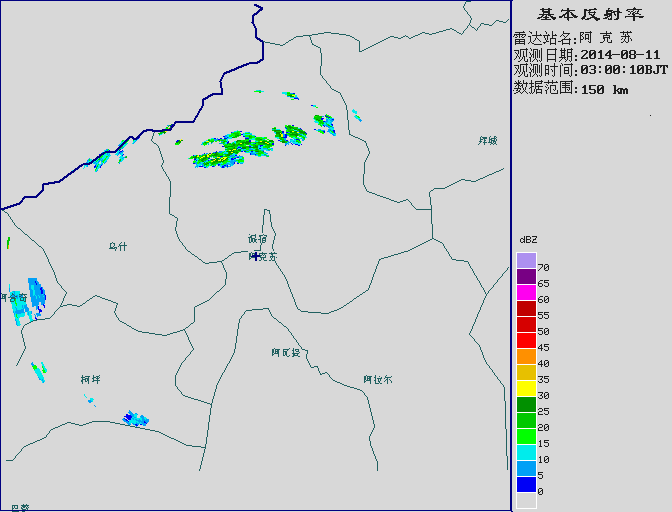 基本反射率
雷达站名:阿 克 苏
观测日期:2014-08-11
观测时间:03:00:10BJT
数据范围:150 km
拜城
乌什
温宿
阿克苏
阿合奇
阿瓦提
柯坪
阿拉尔
巴楚
dBZ
70
65
60
55
50
45
40
35
30
25
20
15
10
5
0